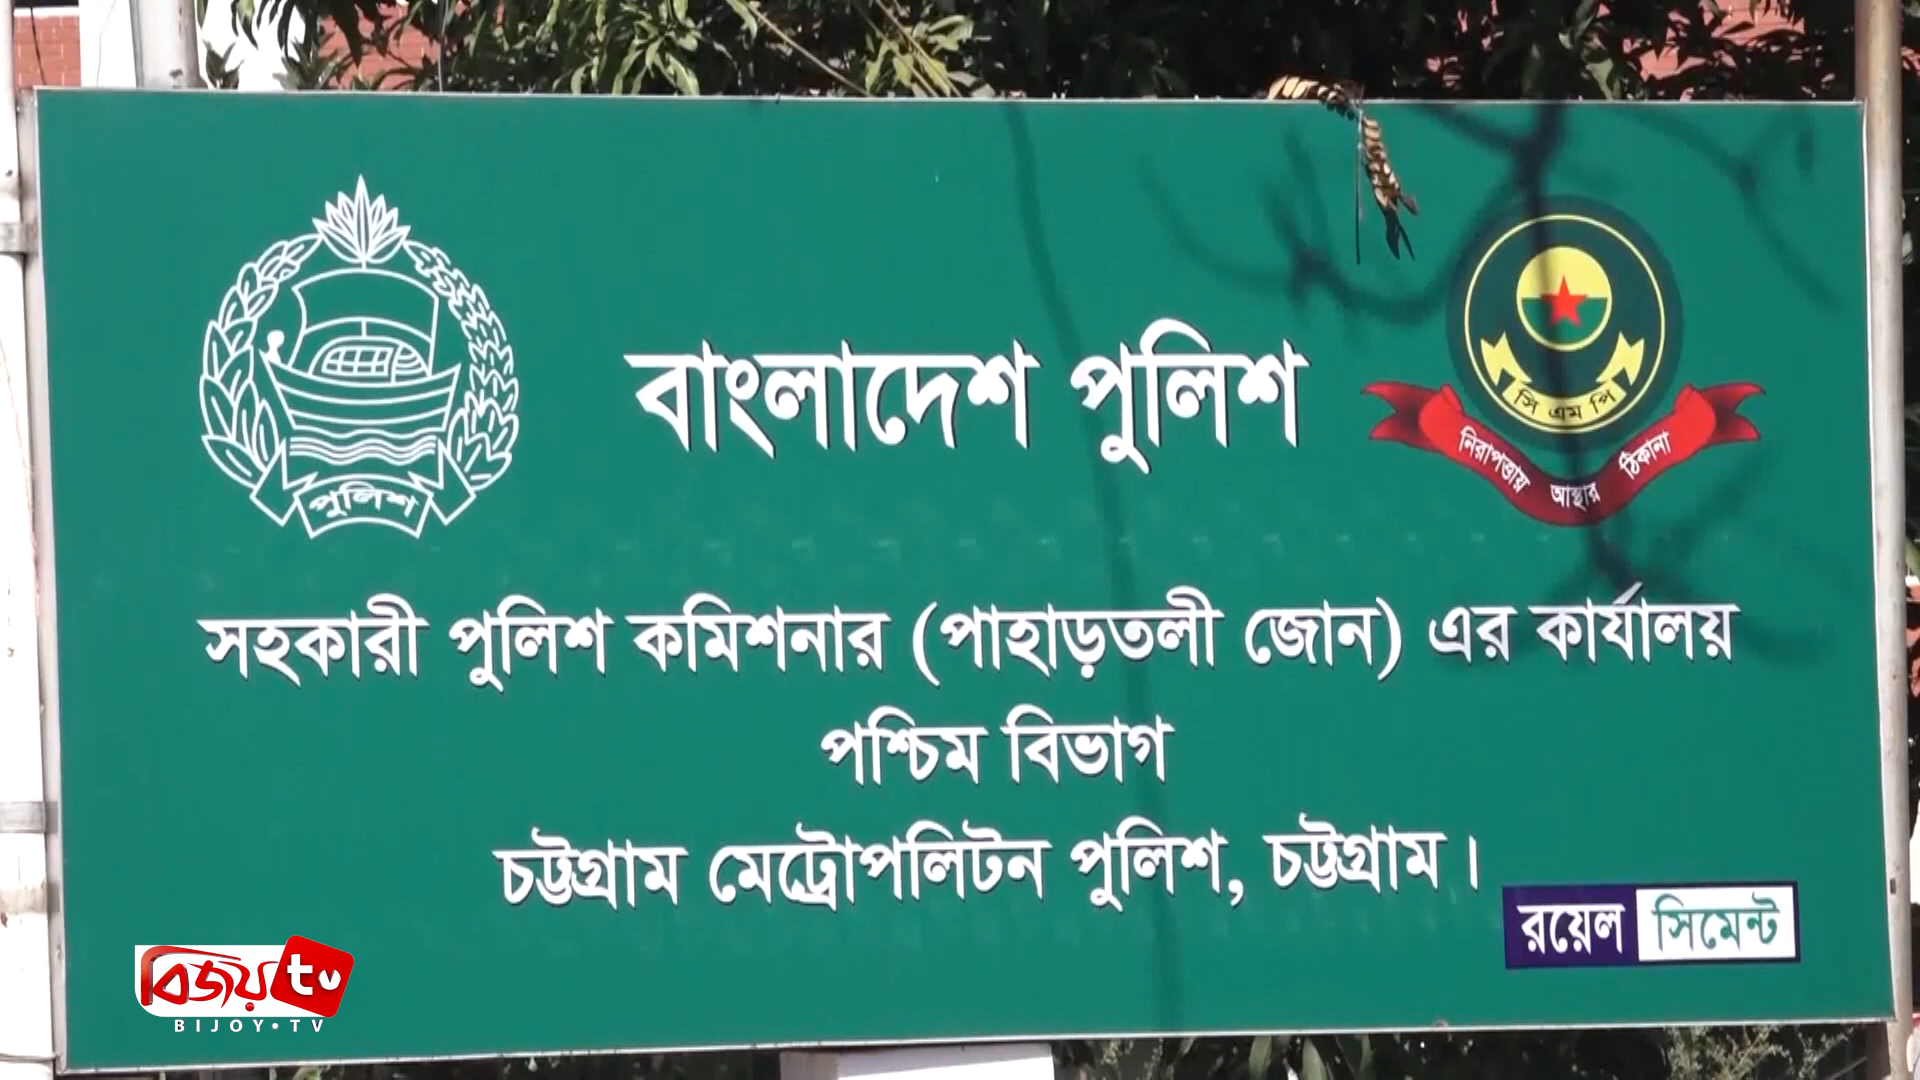 বাংলাদেশ পুলিশ
পুলিশ
সি এম পি
নিরাপত্তায় আস্থার ঠিকানা
সহকারী পুলিশ কমিশনার (পাহাড়তলী জোন) এর কার্যালয়
পশ্চিম বিভাগ
চট্টগ্রাম মেট্রোপলিটন পুলিশ, চট্টগ্রাম।
রয়েল সিমেন্ট
বিজয় tv
BIJOY•TV